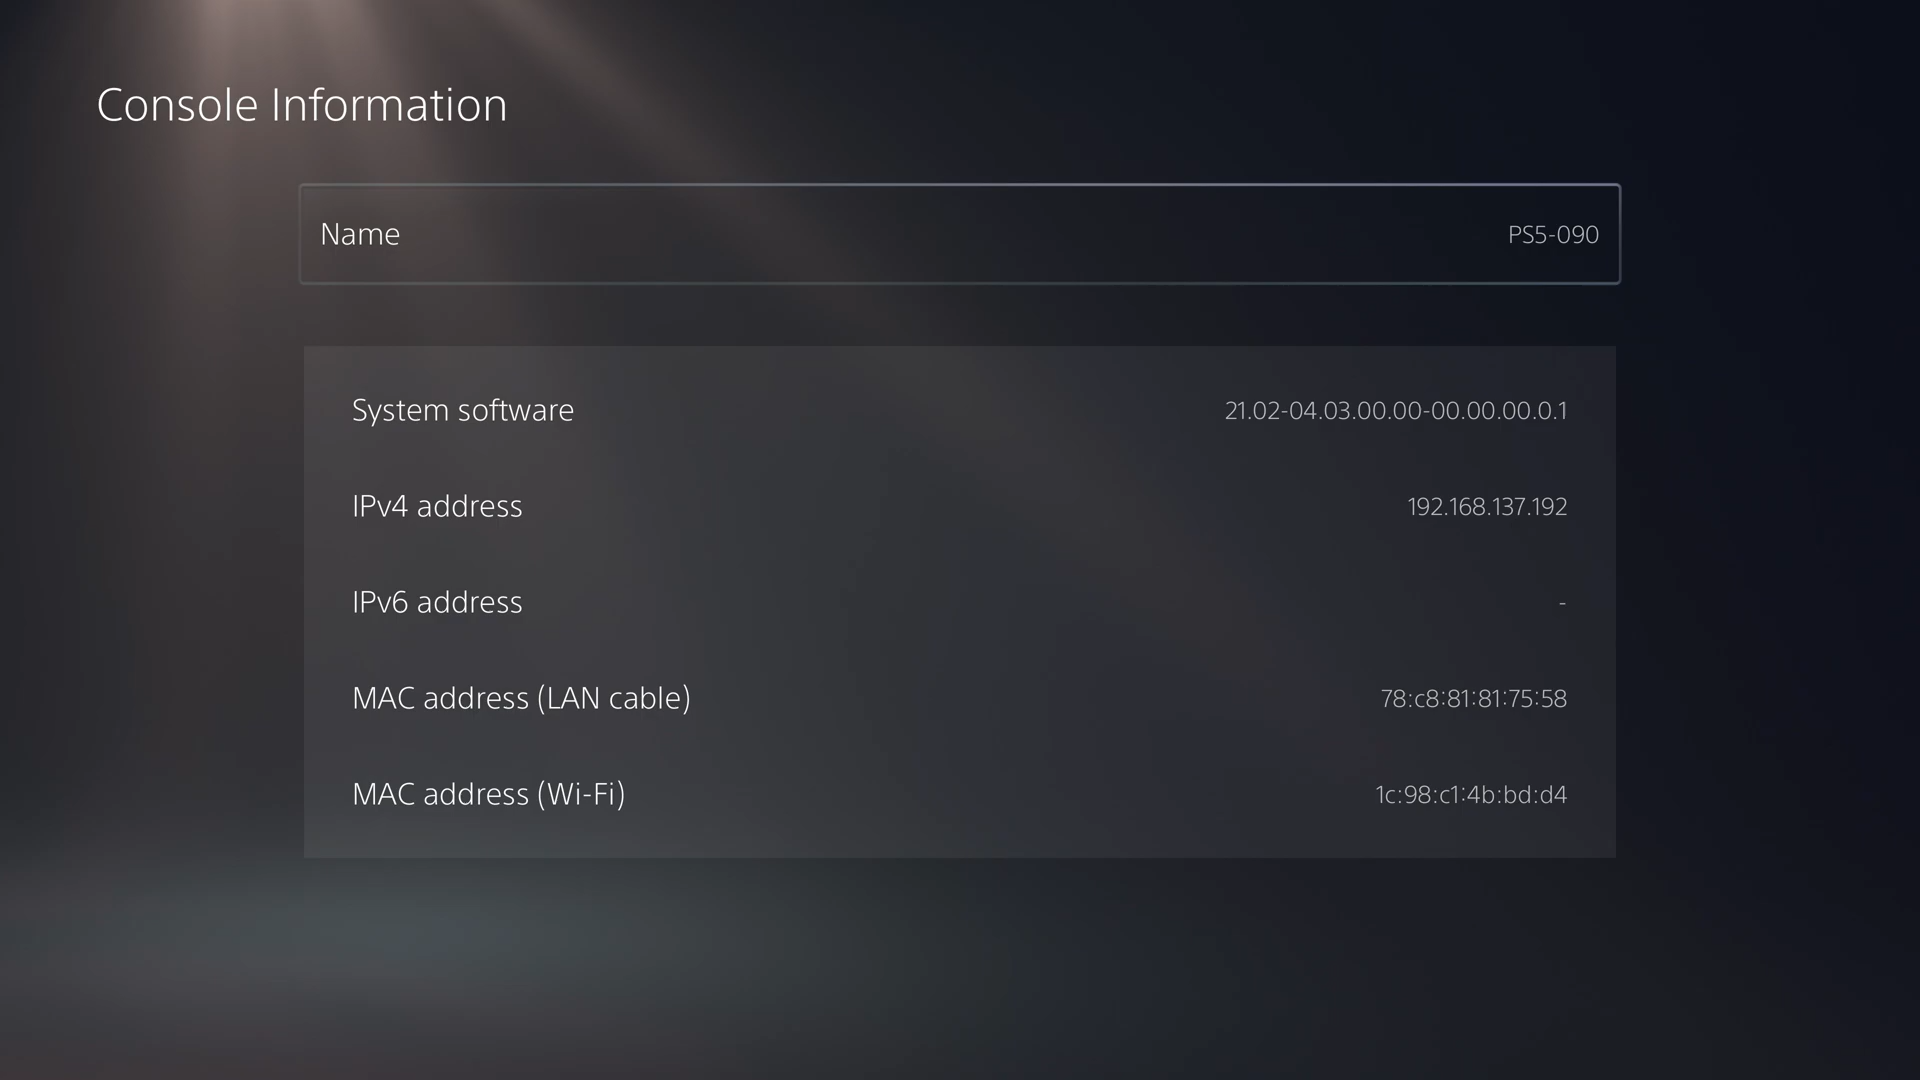 Console Information
Name PS5-090
System software 21.02-04.03.00.00-00.00.00.0.1
IPv4 address 192.168.137.192
IPv6 address -
MAC address (LAN cable) 78:c8:81:81:75:58
MAC address (Wi-Fi) 1c:98:c1:4b:bd:d4